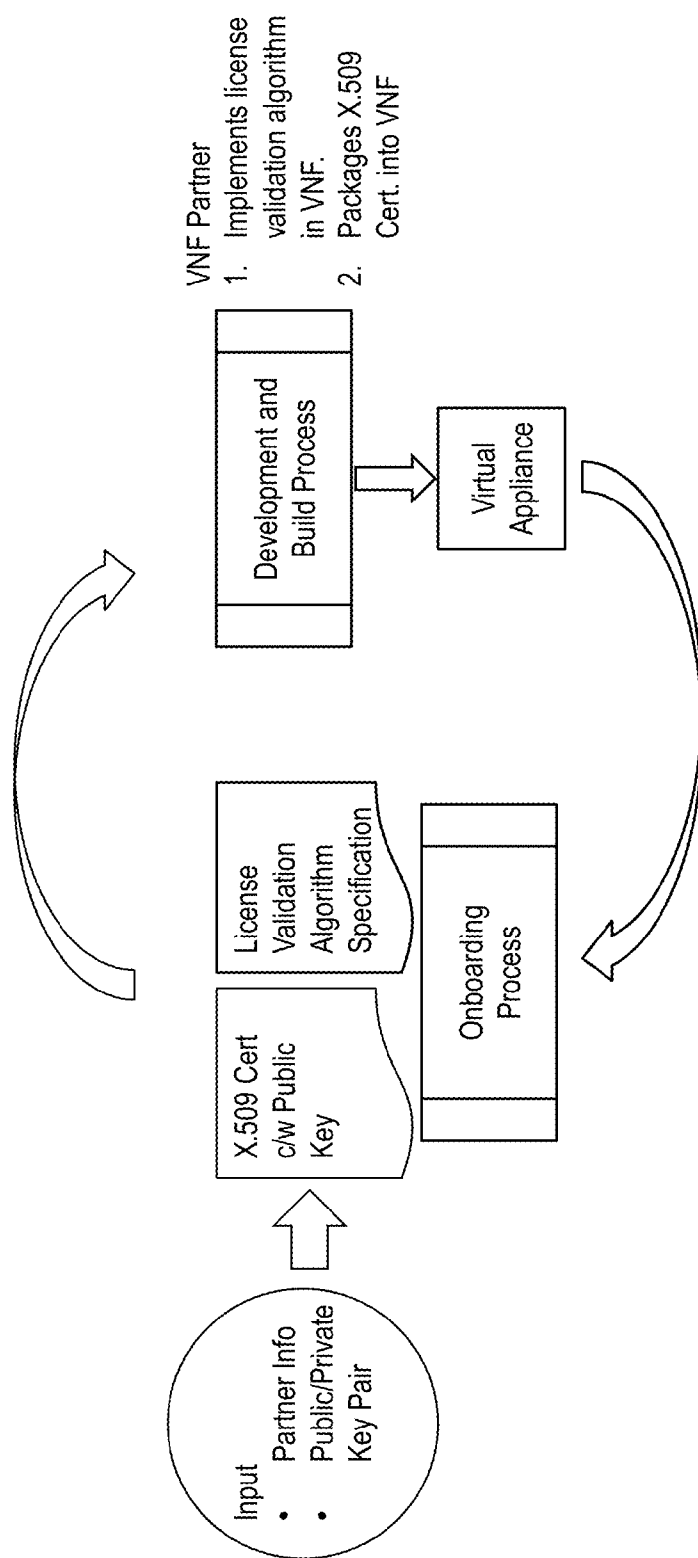 Input
• Partner Info
• Public/Private
Key Pair
X.509 Cert
c/w Public
Key
License
Validation
Algorithm
Specification
Onboarding
Process
VNF Partner
1. Implements license
validation algorithm
in VNF.
2. Packages X.509
Cert. into VNF
Development and
Build Process
Virtual
Appliance